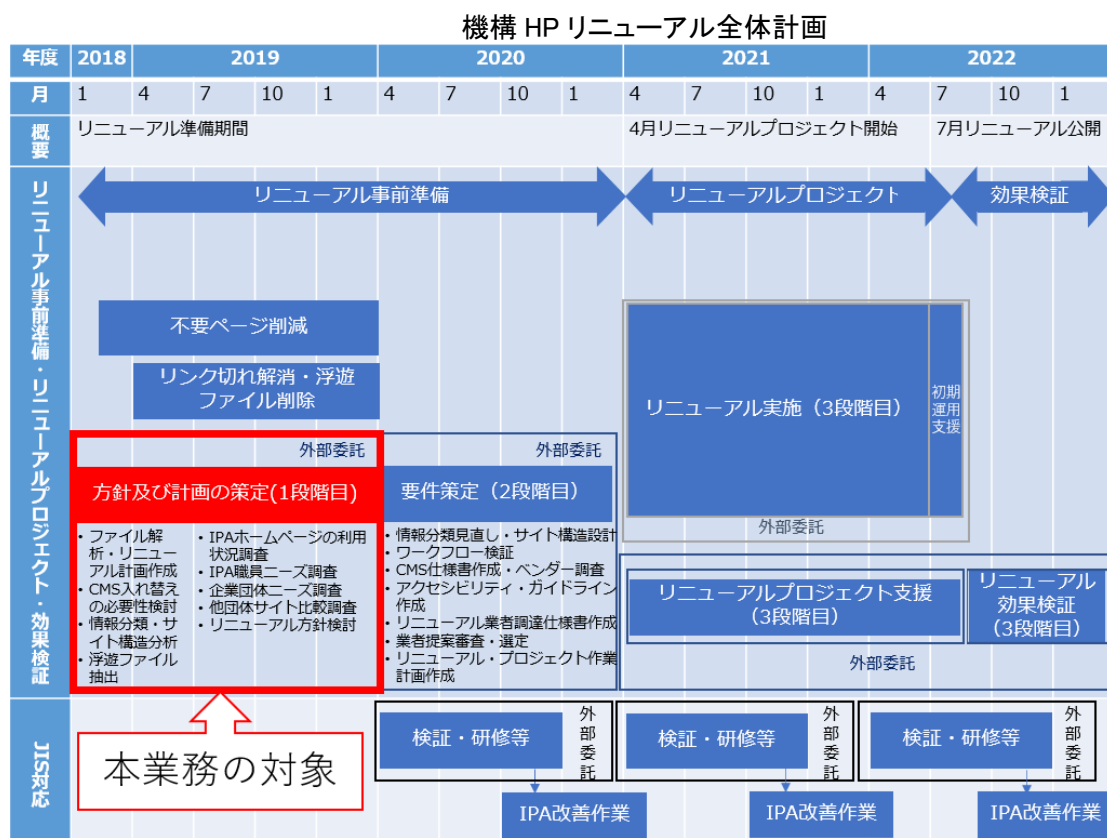 機構 HP リニューアル全体計画
年度 2018 2019 2020 2021 2022
月 1 4 7 10 1 4 7 10 1 4 7 10 1 4 7 10 1
概要 リニューアル準備期間 4月リニューアルプロジェクト開始 7月リニューアル公開
リニューアル事前準備・リニューアルプロジェクト・効果検証
リニューアル事前準備 リニューアルプロジェクト 効果検証
不要ページ削減
リンク切れ解消・浮遊
ファイル削除
外部委託
方針及び計画の策定(1段階目)
・ ファイル解
析・リニュー
アル計画作成
・ CMS入れ替え
の必要性検討
・ 情報分類・サ
イト構造分析
・ 浮遊ファイル
抽出
・ IPAホームページの利用
状況調査
・ IPA職員ニーズ調査
・ 企業団体ニーズ調査
・ 他団体サイト比較調査
・ リニューアル方針検討
外部委託
要件策定（2段階目）
・ 情報分類見直し・サイト構造設計
・ ワークフロー検証
・ CMS仕様書作成・ベンダー調査
・ アクセシビリティ・ガイドライン
作成
・ リニューアル業者調達仕様書作成
・ 業者提案審査・選定
・ リニューアル・プロジェクト作業
計画作成
リニューアル実施（3段階目）
初期
運用
支援
外部委託
リニューアルプロジェクト支援
（3段階目）
リニューアル
効果検証
（3段階目）
外部委託
本業務の対象
JIS対応
検証・研修等
外部委託
IPA改善作業
検証・研修等
外部委託
IPA改善作業
検証・研修等
外部委託
IPA改善作業